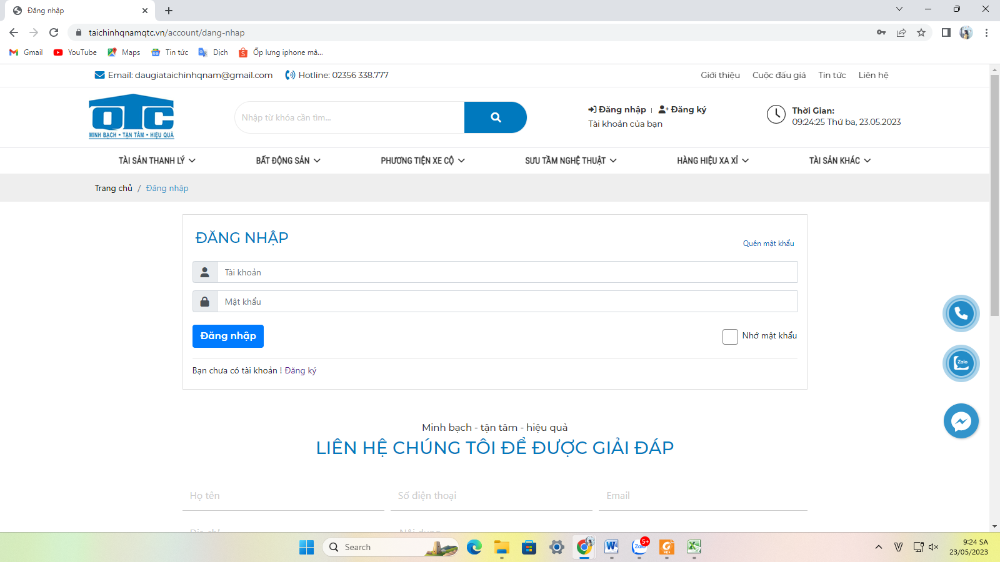 Đăng nhập
taichinhqnamqtc.vn/account/dang-nhap
Gmail YouTube Maps Tin tức Dịch Ốp lưng iphone mâ...
Email: daugiataichinhqnam@gmail.com Hotline: 02356 338.777 Giới thiệu Cuộc đấu giá Tin tức Liên hệ
QTC
MINH BẠCH • TẬN TÂM • HIỆU QUẢ
Nhập từ khóa cần tìm...
Đăng nhập | Đăng ký
Tài khoản của bạn
Thời Gian:
09:24:25 Thứ ba, 23.05.2023
TÀI SẢN THANH LÝ BẤT ĐỘNG SẢN PHƯƠNG TIỆN XE CỘ SƯU TẦM NGHỆ THUẬT HÀNG HIỆU XA XỈ TÀI SẢN KHÁC
Trang chủ / Đăng nhập
ĐĂNG NHẬP
Quên mật khẩu
Tài khoản
Mật khẩu
Đăng nhập
Nhớ mật khẩu
Bạn chưa có tài khoản ! Đăng ký
Zalo
Minh bạch - tận tâm - hiệu quả
LIÊN HỆ CHÚNG TÔI ĐỂ ĐƯỢC GIẢI ĐÁP
Họ tên Số điện thoại Email
Địa chỉ Nội dung
Search
Zalo
5+
PDF
9:24 SA
23/05/2023